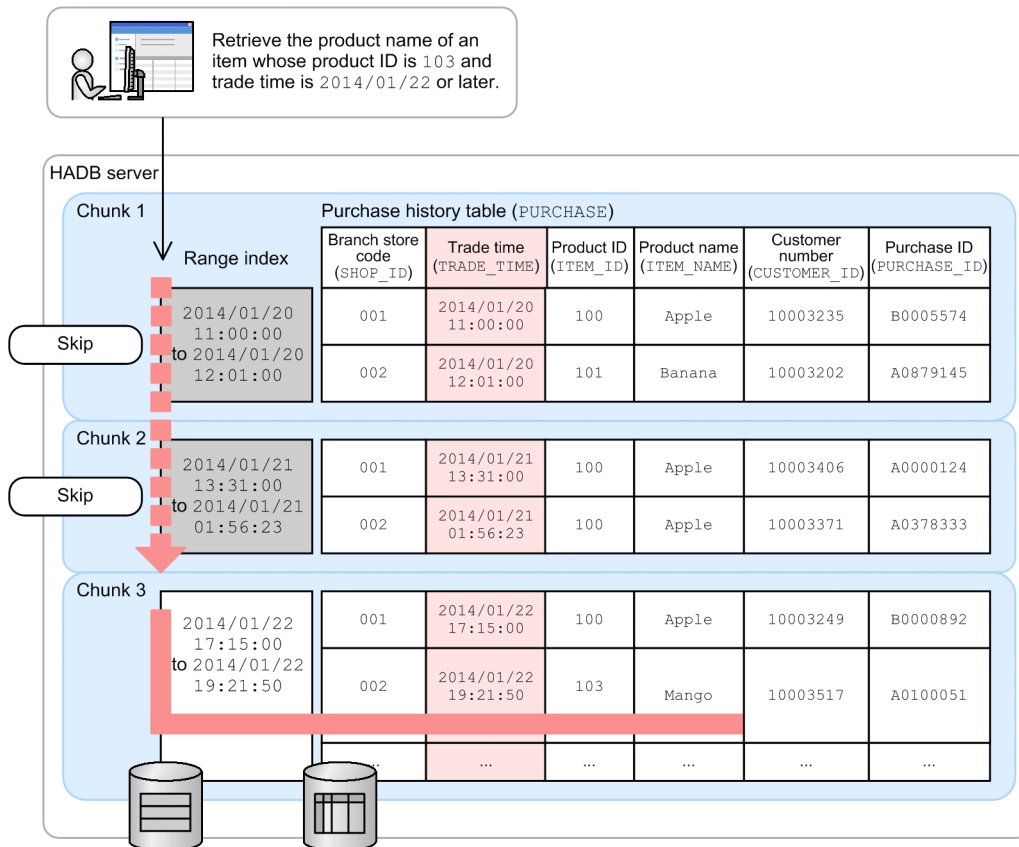 Retrieve the product name of an
item whose product ID is 103 and
trade time is 2014/01/22 or later.
HADB server
Chunk 1
Range index
Purchase history table (PURCHASE)
Branch store
code
(SHOP_ID)
Trade time
(TRADE_TIME)
Product ID
(ITEM_ID)
Product name
(ITEM_NAME)
Customer
number
(CUSTOMER_ID)
Purchase ID
(PURCHASE_ID)
Skip
2014/01/20
11:00:00
to 2014/01/20
12:01:00
001
2014/01/20
11:00:00
100
Apple
10003235
B0005574
002
2014/01/20
12:01:00
101
Banana
10003202
A0879145
Chunk 2
Skip
2014/01/21
13:31:00
to 2014/01/21
01:56:23
001
2014/01/21
13:31:00
100
Apple
10003406
A0000124
002
2014/01/21
01:56:23
100
Apple
10003371
A0378333
Chunk 3
2014/01/22
17:15:00
to 2014/01/22
19:21:50
001
2014/01/22
17:15:00
100
Apple
10003249
B0000892
002
2014/01/22
19:21:50
103
Mango
10003517
A0100051
...
...
...
...
...
...